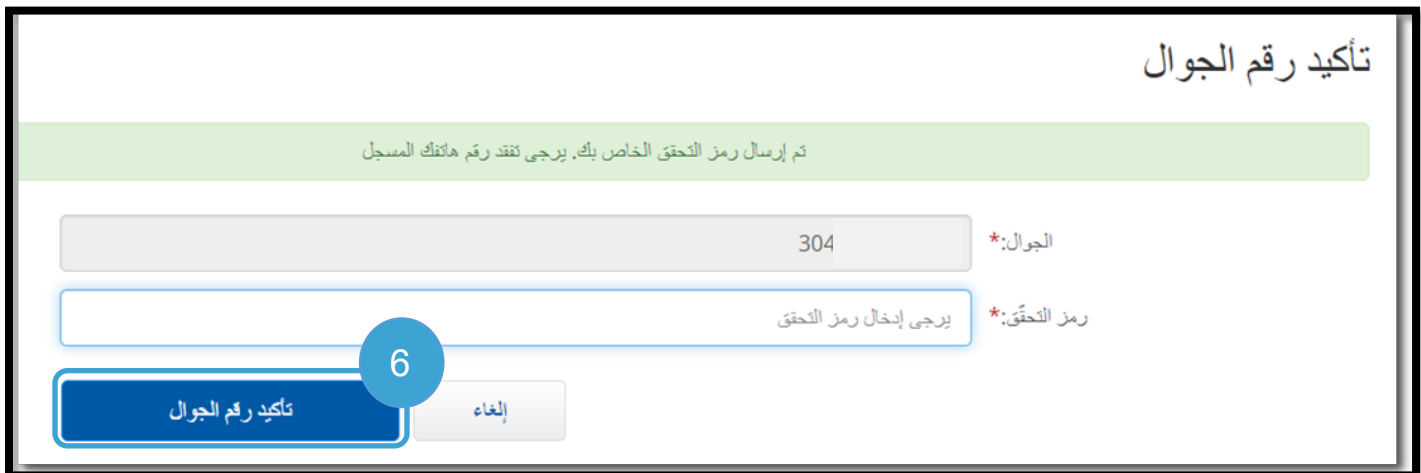 تأكيد رقم الجوال
تم إرسال رمز التحقق الخاص بك. يرجى تفقد رقم هاتفك المسجل
الجوال:*
304
رمز التحقّق:*
يرجى إدخال رمز التحقق
6
إلغاء
تأكيد رقم الجوال